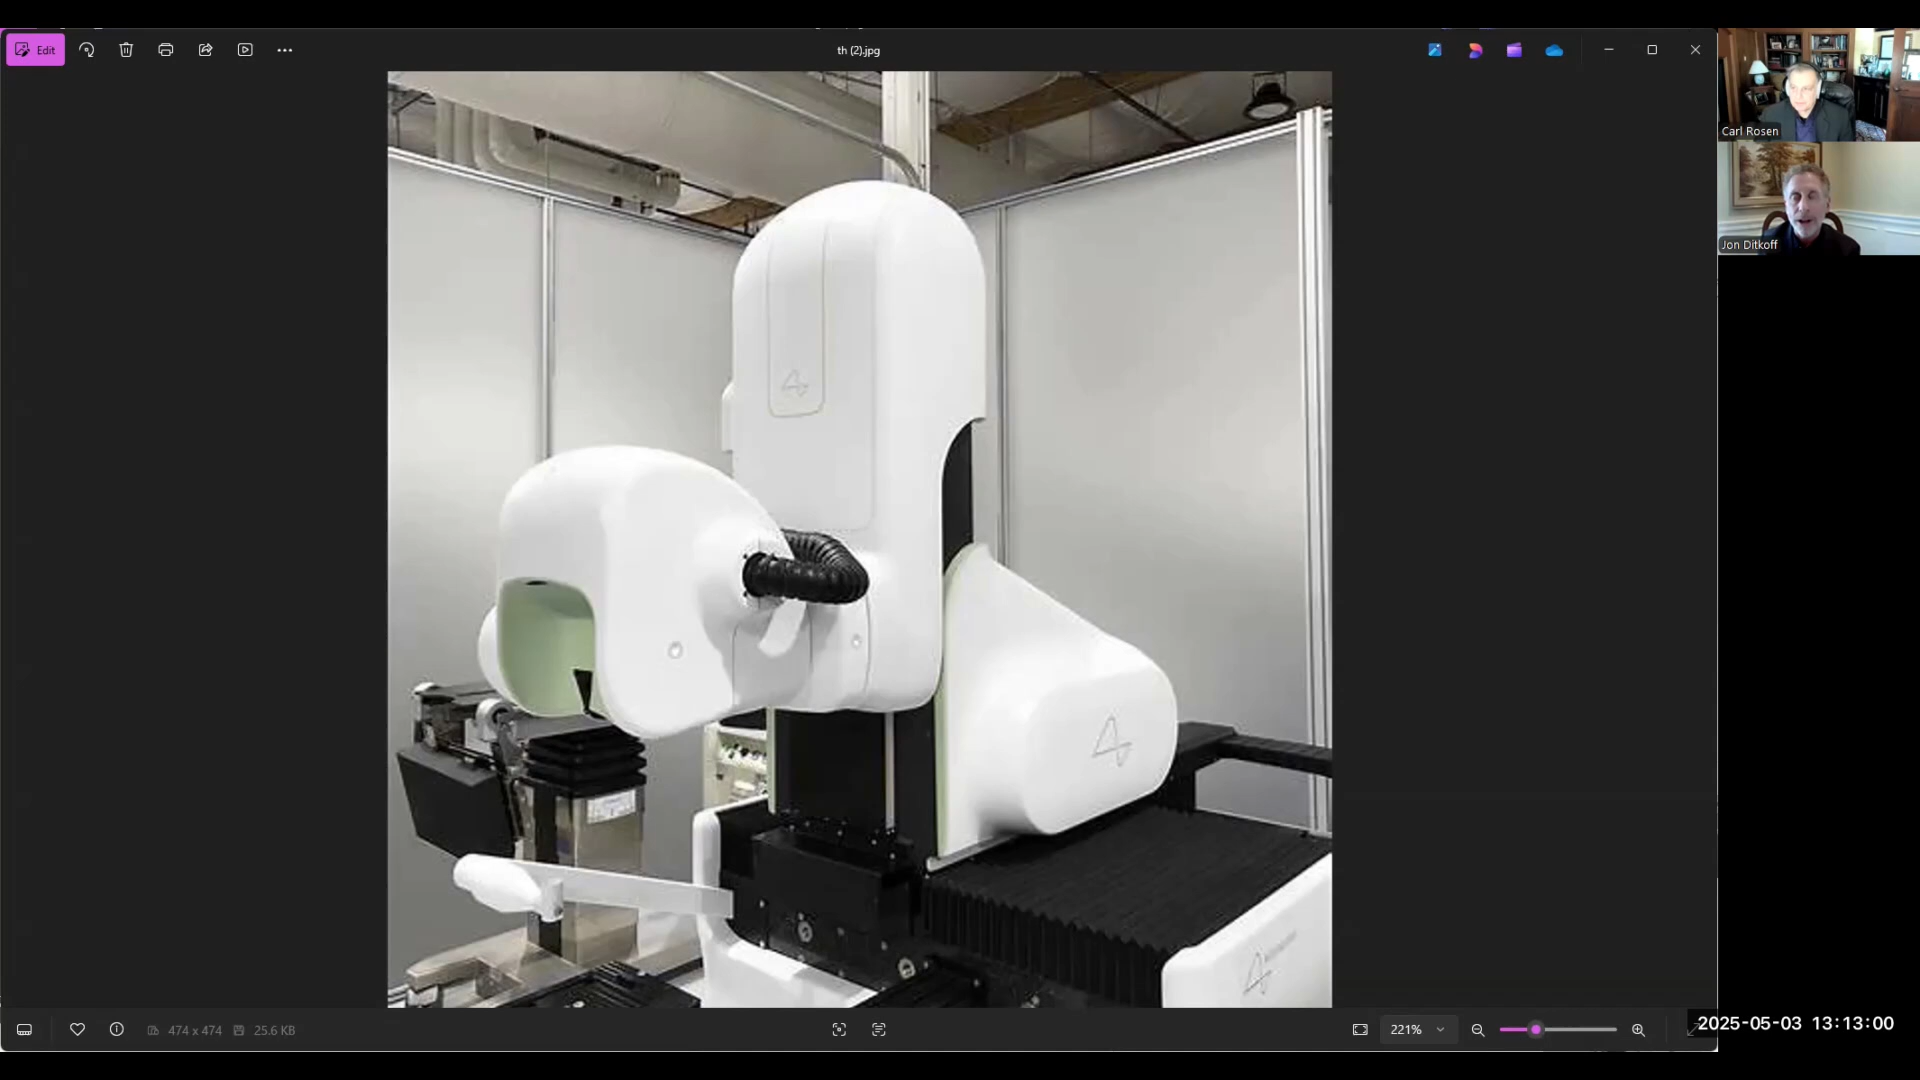 Edit
th (2).jpg
Carl Rosen
Jon Ditkoff
474 x 474
25.6 KB
221%
2025-05-03 13:13:00